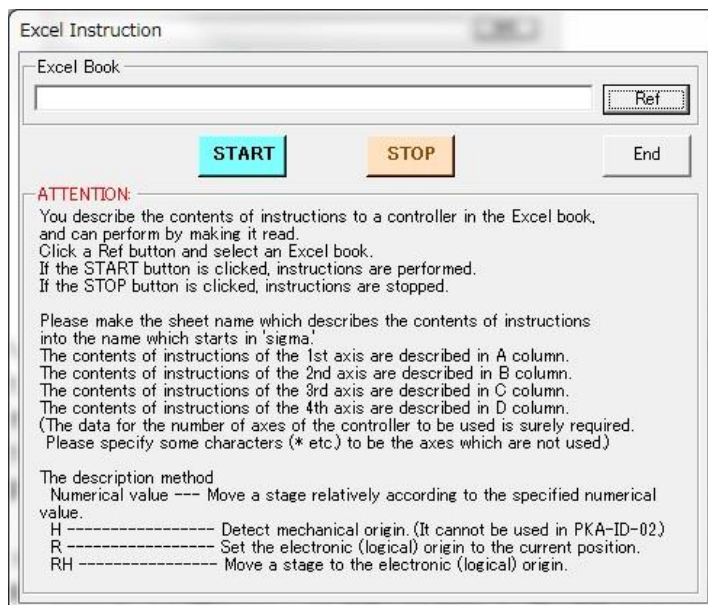 Excel Instruction
Excel Book
Ref
START
STOP
End
ATTENTION:
You describe the contents of instructions to a controller in the Excel book,
and can perform by making it read.
Click a Ref button and select an Excel book.
If the START button is clicked, instructions are performed.
If the STOP button is clicked, instructions are stopped.
Please make the sheet name which describes the contents of instructions
into the name which starts in 'sigma.'
The contents of instructions of the 1st axis are described in A column.
The contents of instructions of the 2nd axis are described in B column.
The contents of instructions of the 3rd axis are described in C column.
The contents of instructions of the 4th axis are described in D column.
(The data for the number of axes of the controller to be used is surely required.
Please specify some characters (* etc.) to be the axes which are not used.)
The description method
Numerical value --- Move a stage relatively according to the specified numerical
value.
H ----------------- Detect mechanical origin. (It cannot be used in PKA-ID-02.)
R ----------------- Set the electronic (logical) origin to the current position.
RH ---------------- Move a stage to the electronic (logical) origin.